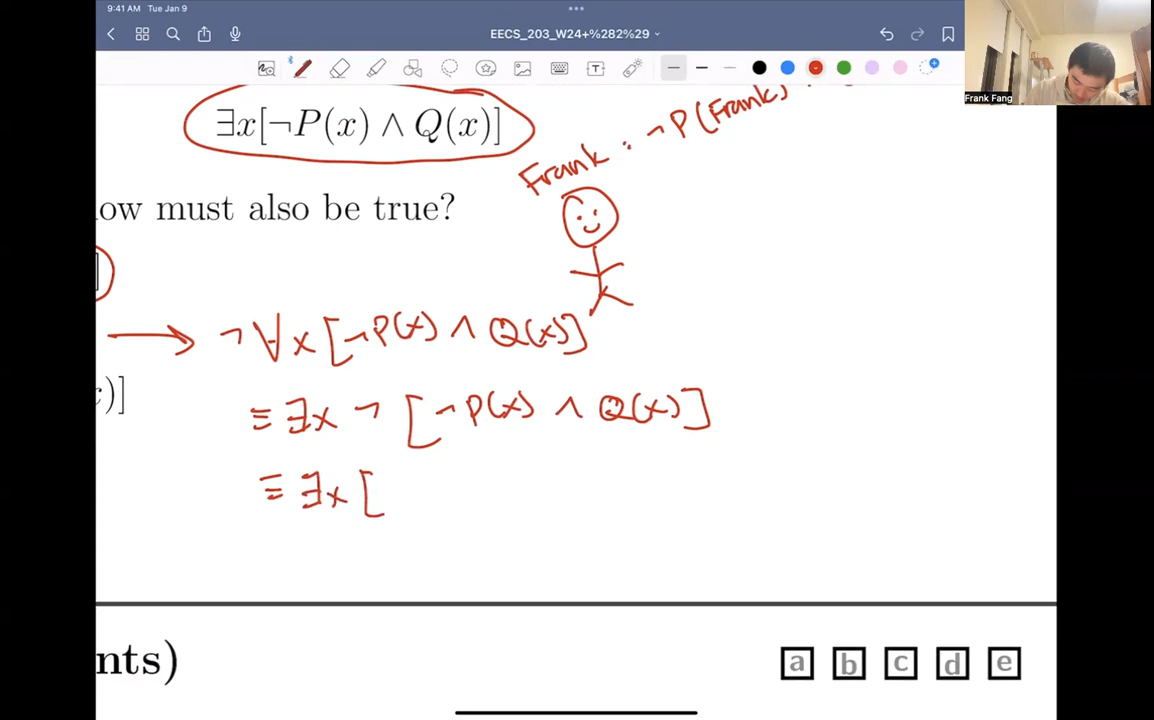 9:41 AM Tue Jan 9
EECS_203_W24+%282%29
Frank Fang
∃x[¬P(x) ∧ Q(x)]
Frank : ¬P(Frank)
ow must also be true?
]
¬∀x[¬P(x) ∧ Q(x)]
≡ ∃x ¬ [¬P(x) ∧ Q(x)]
)]
≡ ∃x [
nts)
a b c d e